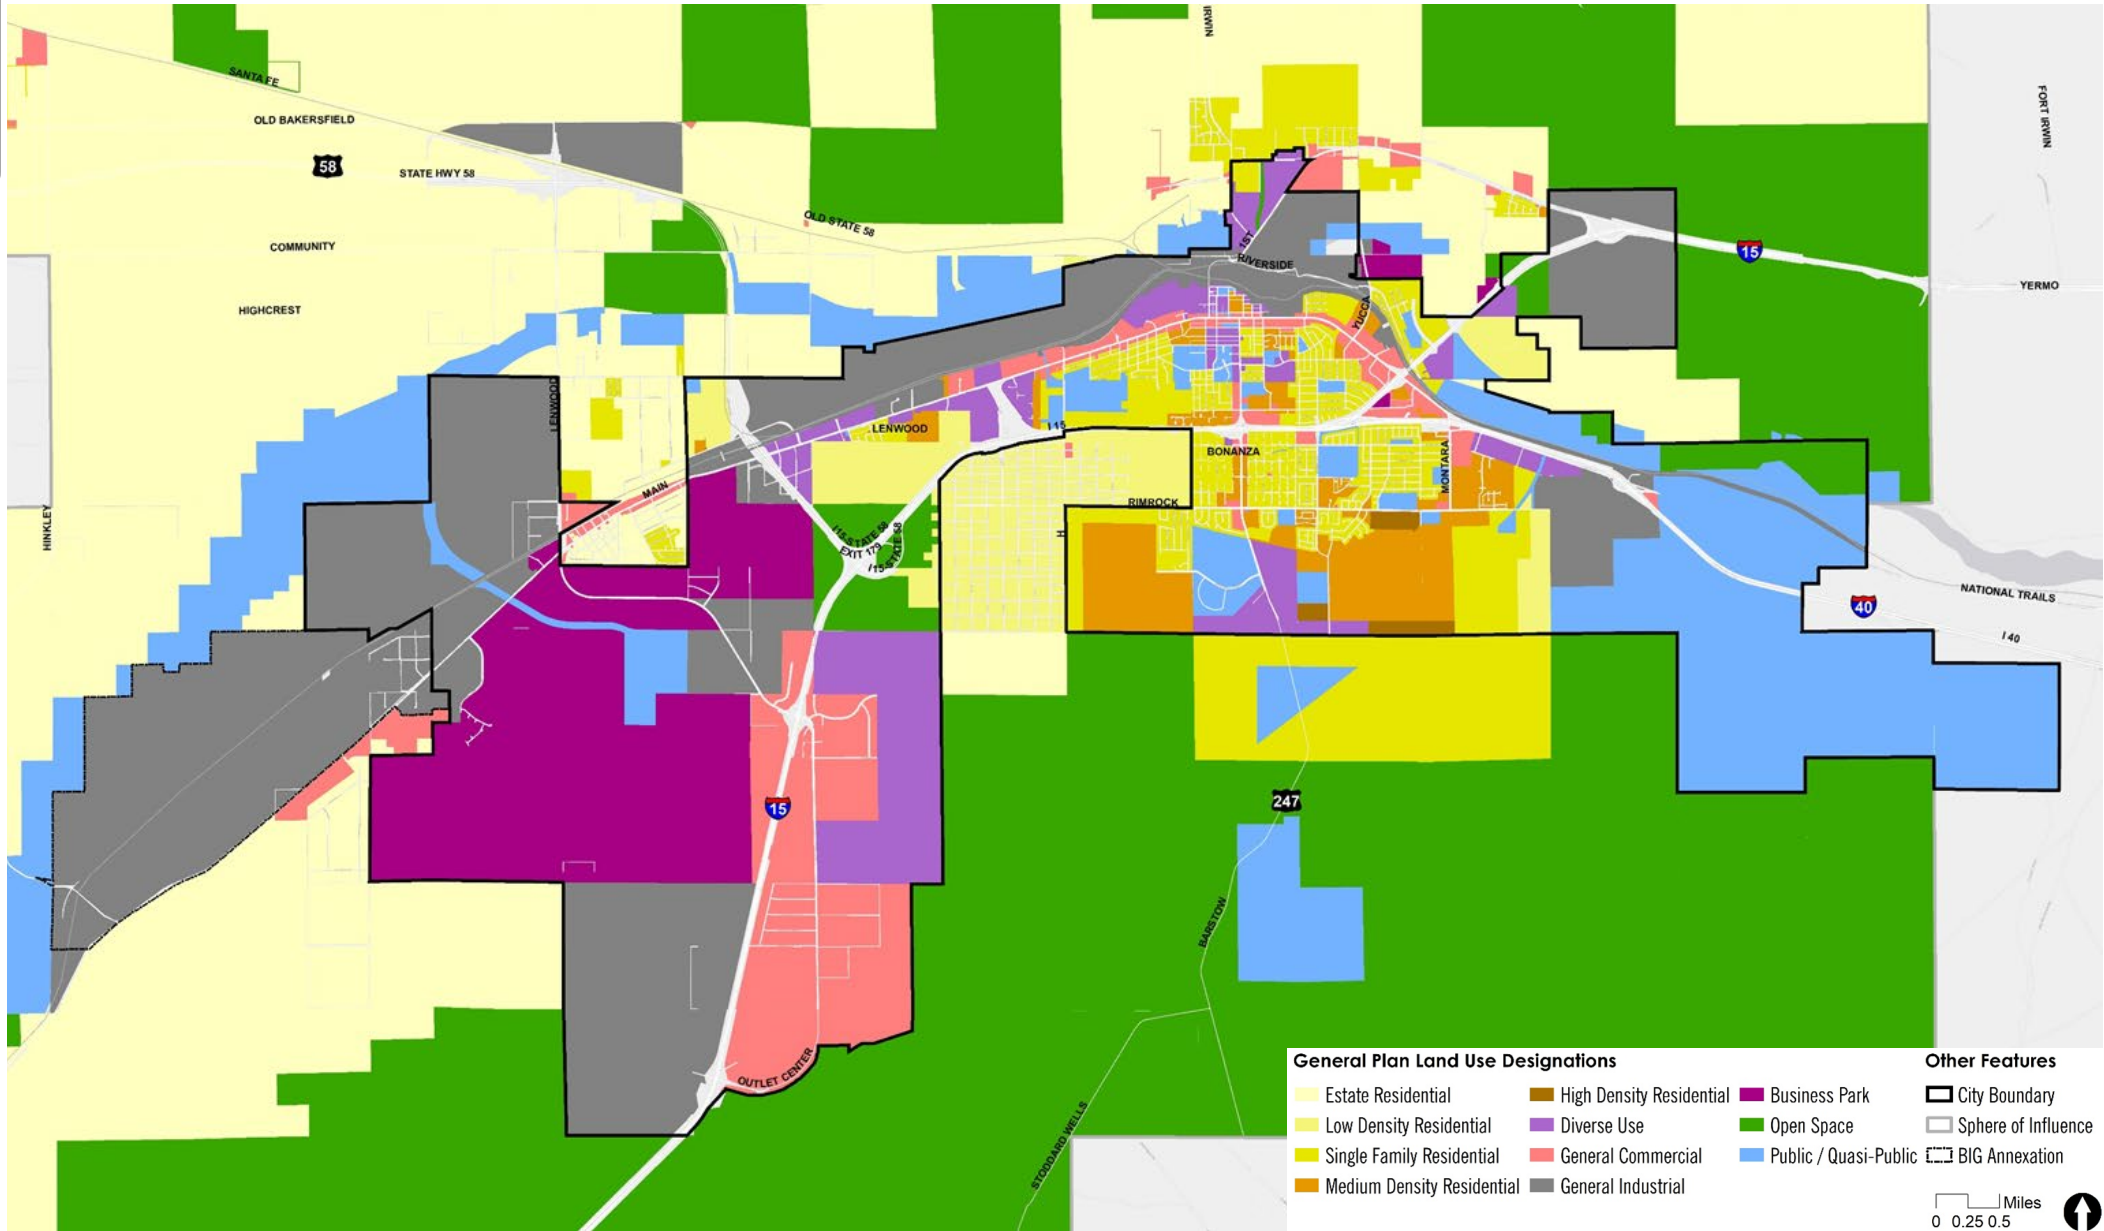 IRWIN
SANTA FE
OLD BAKERSFIELD
58
STATE HWY 58
FORT IRWIN
OLD STATE 58
COMMUNITY
1ST
RIVERSIDE
15
YERMO
HIGHCREST
YUCCA
LENWOOD
LENWOOD
I 15
BONANZA
MONTARA
MAIN
RIMROCK
HINKLEY
H
I15-STATE 58
EXIT 179
I15-STATE 58
NATIONAL TRAILS
40
I 40
15
247
BARSTOW
OUTLET CENTER
STODDARD WELLS
General Plan Land Use Designations
Estate Residential
Low Density Residential
Single Family Residential
Medium Density Residential
High Density Residential
Diverse Use
General Commercial
General Industrial
Business Park
Open Space
Public / Quasi-Public
Other Features
City Boundary
Sphere of Influence
BIG Annexation
Miles
0 0.25 0.5